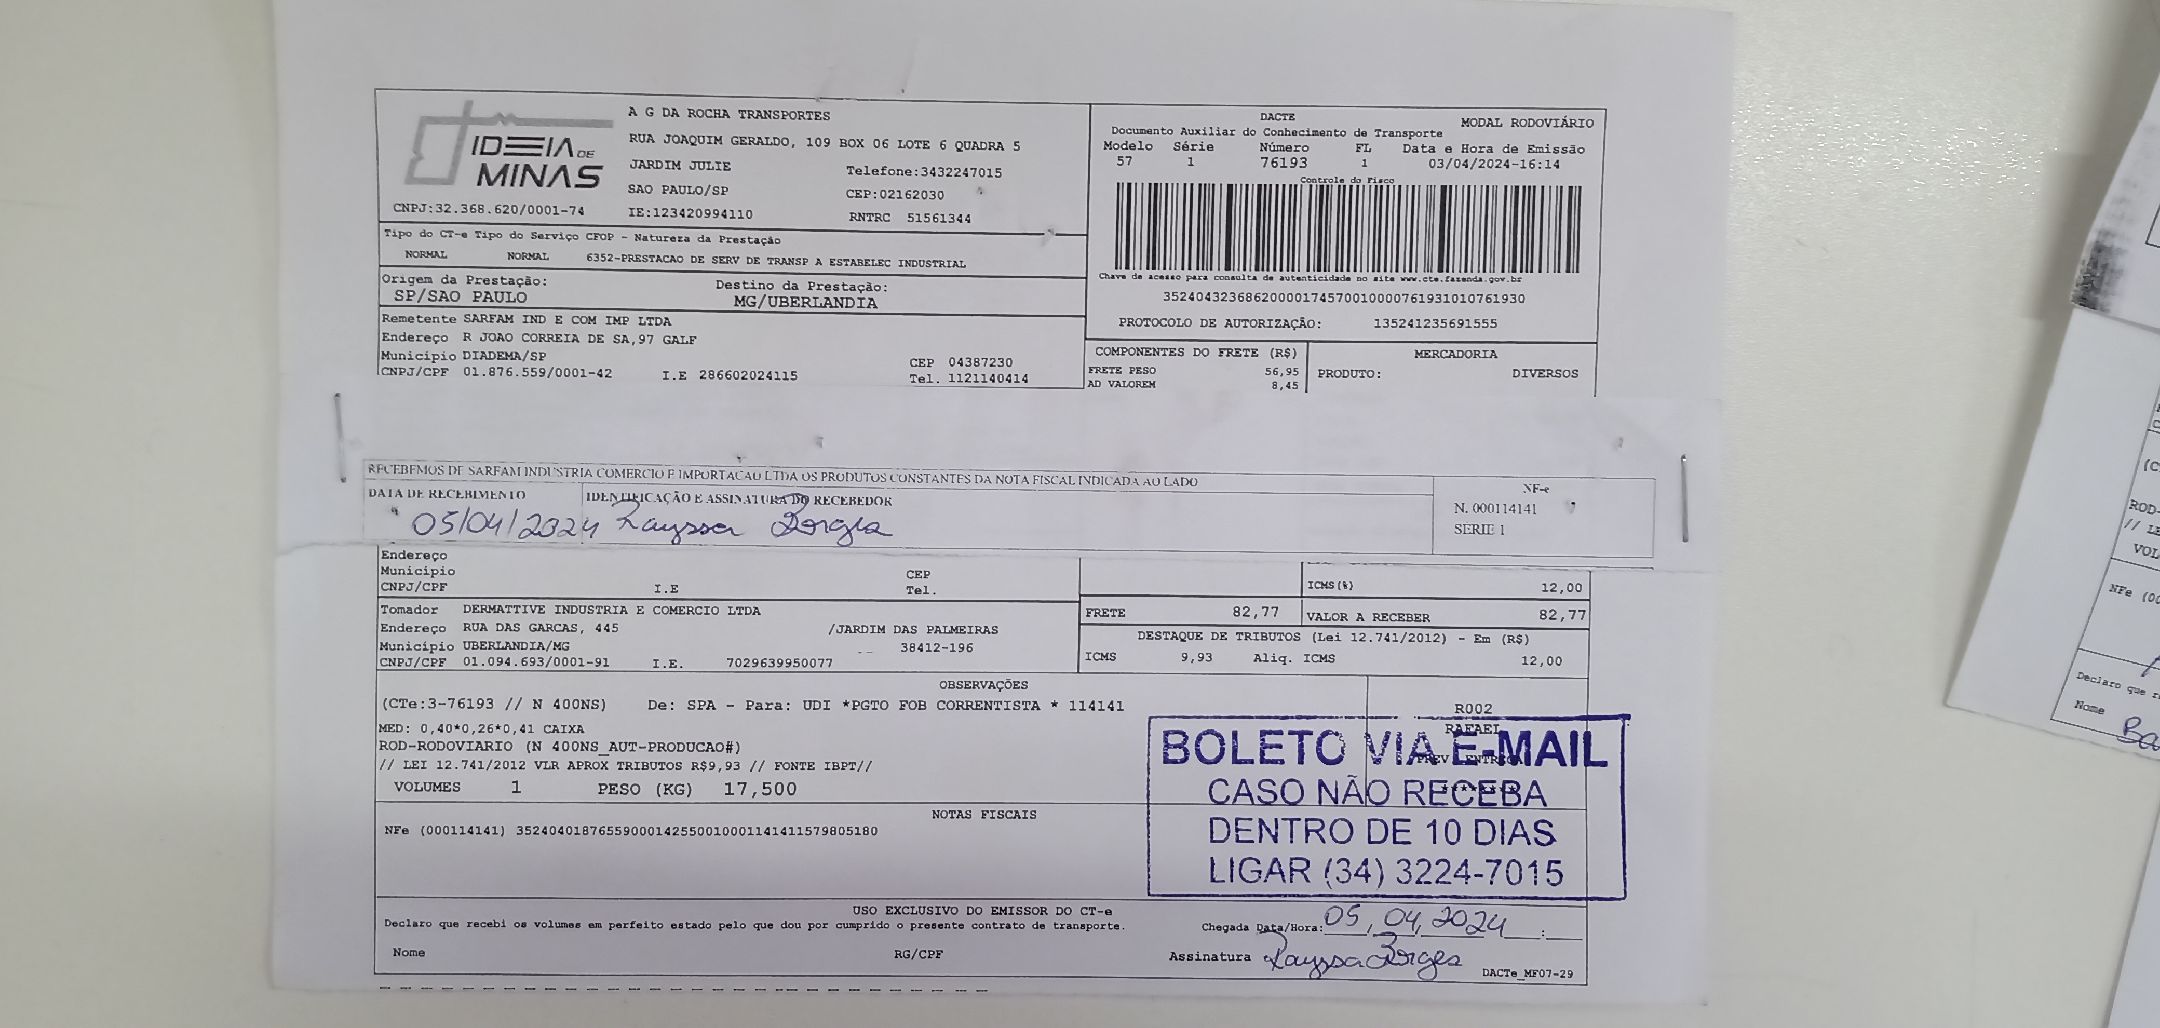 IDEIA DE MINAS
CNPJ:32.368.620/0001-74
A G DA ROCHA TRANSPORTES
RUA JOAQUIM GERALDO, 109 BOX 06 LOTE 6 QUADRA 5
JARDIM JULIE Telefone:3432247015
SAO PAULO/SP CEP:02162030
IE:123420994110 RNTRC 51561344
DACTE
MODAL RODOVIÁRIO
Documento Auxiliar do Conhecimento de Transporte
Modelo Série Número FL Data e Hora de Emissão
57 1 76193 1 03/04/2024-16:14
Controle do Fisco
Chave de acesso para consulta de autenticidade no site www.cte.fazenda.gov.br
35240432368620000174570010000761931010761930
PROTOCOLO DE AUTORIZAÇÃO: 135241235691555
Tipo do CT-e Tipo do Serviço CFOP - Natureza da Prestação
NORMAL NORMAL 6352-PRESTACAO DE SERV DE TRANSP A ESTABELEC INDUSTRIAL
Origem da Prestação: Destino da Prestação:
SP/SAO PAULO MG/UBERLANDIA
Remetente SARFAM IND E COM IMP LTDA
Endereço R JOAO CORREIA DE SA,97 GALF
Município DIADEMA/SP CEP 04387230
CNPJ/CPF 01.876.559/0001-42 I.E 286602024115 Tel. 1121140414
COMPONENTES DO FRETE (R$) MERCADORIA
FRETE PESO 56,95 PRODUTO: DIVERSOS
AD VALOREM 8,45
RECEBEMOS DE SARFAM INDUSTRIA COMERCIO E IMPORTACAO LTDA OS PRODUTOS CONSTANTES DA NOTA FISCAL INDICADA AO LADO
DATA DE RECEBIMENTO IDENTIFICAÇÃO E ASSINATURA DO RECEBEDOR
05/04/2024 Rayssa Borges
NF-e
N. 000114141
SERIE 1
Endereço
Município CEP
CNPJ/CPF I.E Tel.
ICMS(%) 12,00
Tomador DERMATTIVE INDUSTRIA E COMERCIO LTDA
Endereço RUA DAS GARCAS, 445 /JARDIM DAS PALMEIRAS
Município UBERLANDIA/MG 38412-196
CNPJ/CPF 01.094.693/0001-91 I.E. 7029639950077
FRETE 82,77 VALOR A RECEBER 82,77
DESTAQUE DE TRIBUTOS (Lei 12.741/2012) - Em (R$)
ICMS 9,93 Aliq. ICMS 12,00
OBSERVAÇÕES
(CTe:3-76193 // N 400NS) De: SPA - Para: UDI *PGTO FOB CORRENTISTA * 114141
MED: 0,40*0,26*0,41 CAIXA
ROD-RODOVIARIO (N 400NS_AUT-PRODUCAO#)
// LEI 12.741/2012 VLR APROX TRIBUTOS R$9,93 // FONTE IBPT//
VOLUMES 1 PESO (KG) 17,500
R002
RAFAEL
BOLETO VIA E-MAIL
CASO NÃO RECEBA
DENTRO DE 10 DIAS
LIGAR (34) 3224-7015
NOTAS FISCAIS
NFe (000114141) 35240401876559000142550010001141411579805180
USO EXCLUSIVO DO EMISSOR DO CT-e
Declaro que recebi os volumes em perfeito estado pelo que dou por cumprido o presente contrato de transporte.
Chegada Data/Hora: 05,04,2024 :
Nome RG/CPF
Assinatura Rayssa Borges
DACTe_MF07-29
ROD-
VOL
NFe (00
Declaro que r
Nome